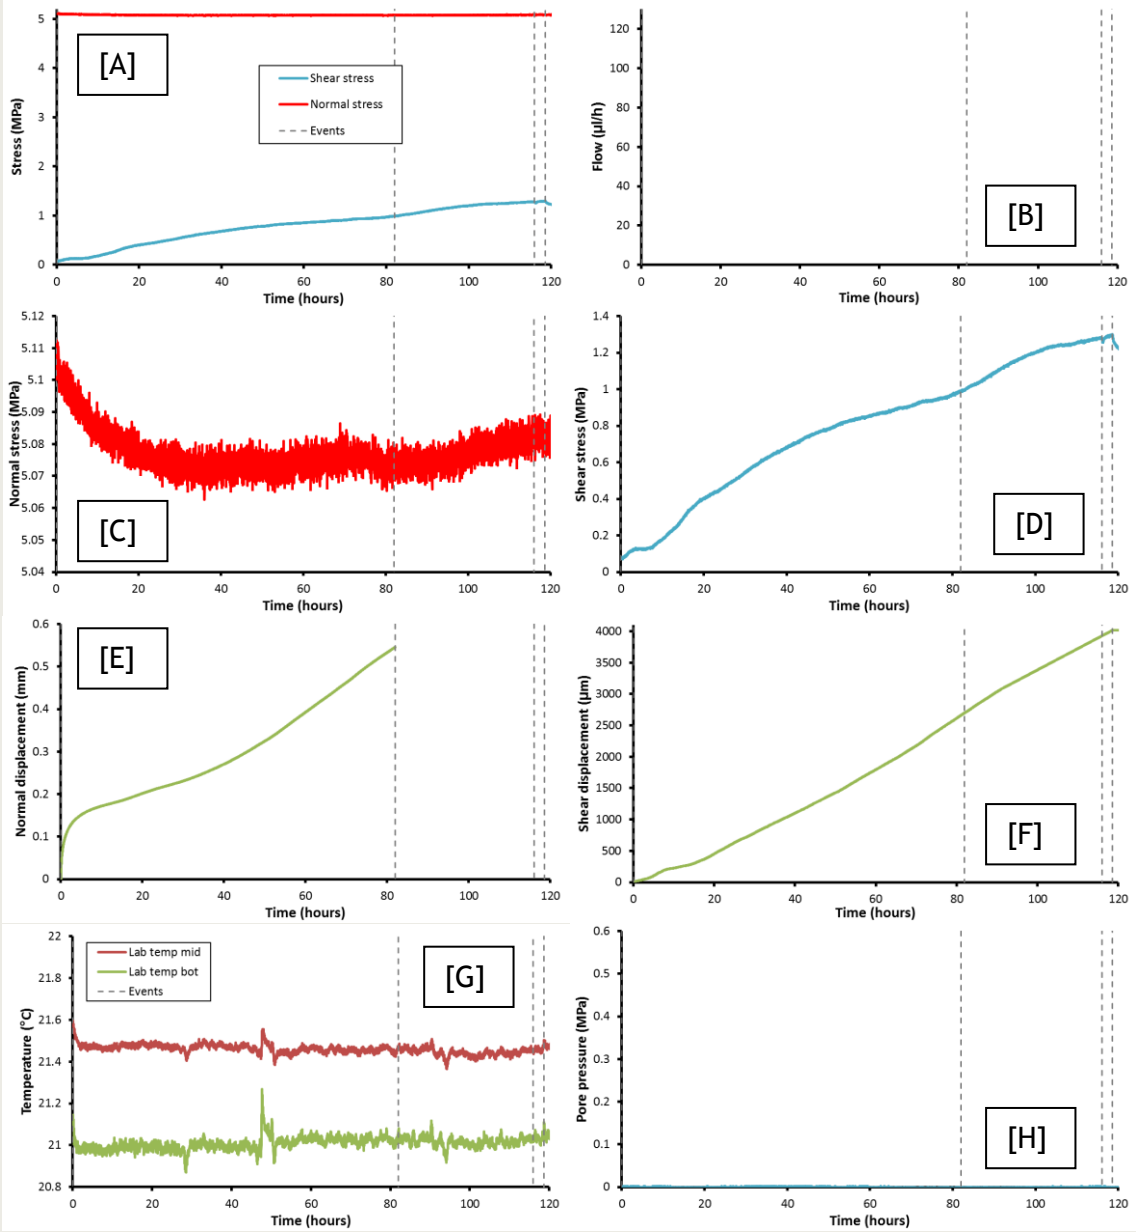 5
4
3
2
1
0
Stress (MPa)
[A]
Shear stress
Normal stress
Events
0 20 40 60 80 100 120
Time (hours)
120
100
80
60
40
20
0
Flow (µl/h)
[B]
0 20 40 60 80 100 120
Time (hours)
5.12
5.11
5.1
5.09
5.08
5.07
5.06
5.05
5.04
Normal stress (MPa)
[C]
0 20 40 60 80 100 120
Time (hours)
1.4
1.2
1
0.8
0.6
0.4
0.2
0
Shear stress (MPa)
[D]
0 20 40 60 80 100 120
Time (hours)
0.6
0.5
0.4
0.3
0.2
0.1
0
Normal displacement (mm)
[E]
0 20 40 60 80 100 120
Time (hours)
4000
3500
3000
2500
2000
1500
1000
500
0
Shear displacement (µm)
[F]
0 20 40 60 80 100 120
Time (hours)
22
21.8
21.6
21.4
21.2
21
20.8
Temperature (°C)
Lab temp mid
Lab temp bot
Events
[G]
0 20 40 60 80 100 120
Time (hours)
0.6
0.5
0.4
0.3
0.2
0.1
0
Pore pressure (MPa)
[H]
0 20 40 60 80 100 120
Time (hours)